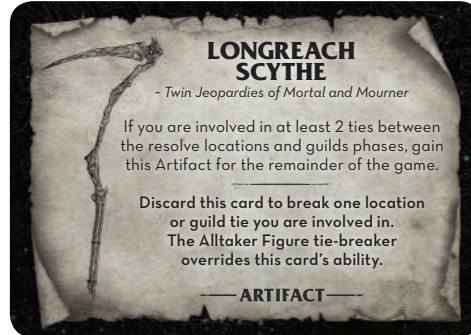 LONGREACH
SCYTHE
- Twin Jeopardies of Mortal and Mourner
If you are involved in at least 2 ties between
the resolve locations and guilds phases, gain
this Artifact for the remainder of the game.
Discard this card to break one location
or guild tie you are involved in.
The Alltaker Figure tie-breaker
overrides this card's ability.
ARTIFACT